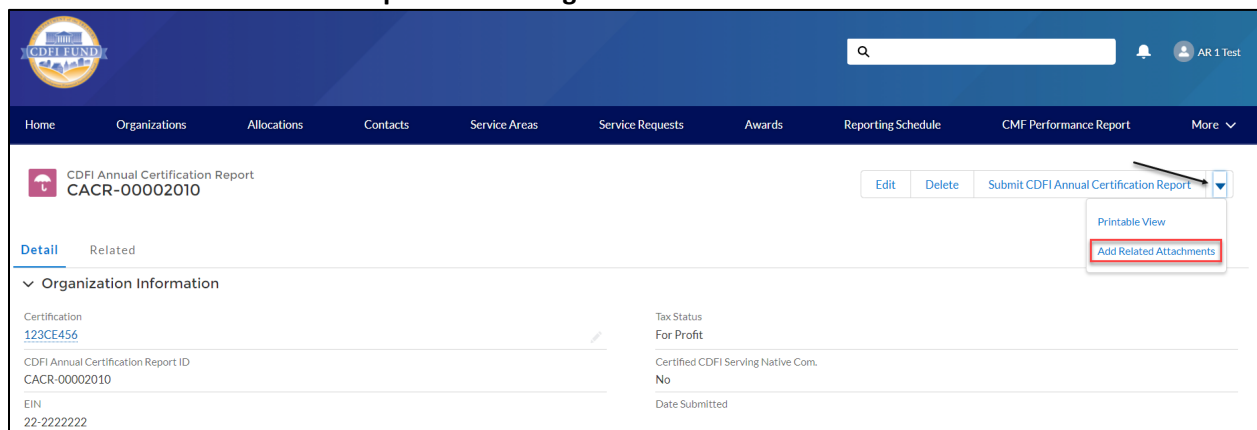 CDFI FUND
AR 1 Test
Home Organizations Allocations Contacts Service Areas Service Requests Awards Reporting Schedule CMF Performance Report More
CDFI Annual Certification Report
CACR-00002010
Edit Delete Submit CDFI Annual Certification Report
Printable View
Add Related Attachments
Detail Related
Organization Information
Certification
123CE456
Tax Status
For Profit
CDFI Annual Certification Report ID
CACR-00002010
Certified CDFI Serving Native Com.
No
EIN
22-2222222
Date Submitted